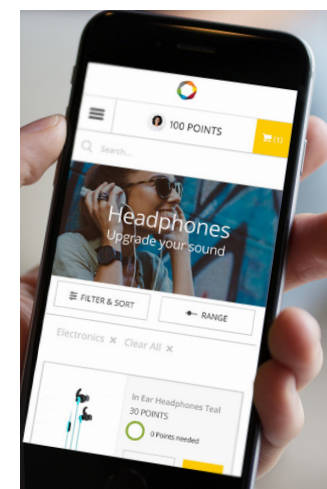 100 POINTS
(1)
Search...
Headphones
Upgrade your sound
FILTER & SORT
RANGE
Electronics × Clear All ×
In Ear Headphones Teal
30 POINTS
0 Points needed